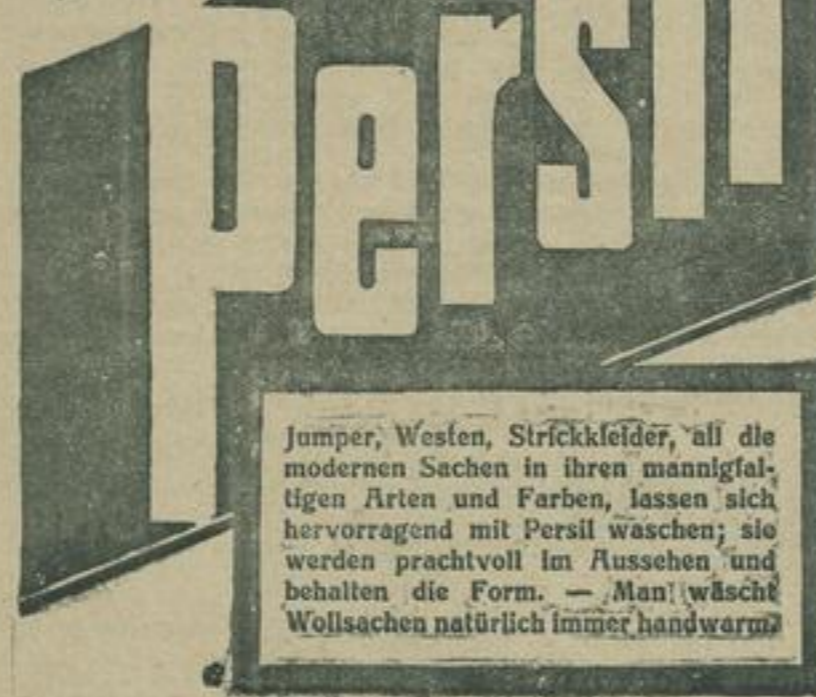 Persil
Jumper, Westen, Strickkleider, all die
modernen Sachen in ihren mannigfal-
tigen Arten und Farben, lassen sich
hervorragend mit Persil waschen; sie
werden prachtvoll im Aussehen und
behalten die Form. — Man wäscht
Wollsachen natürlich immer handwarm.